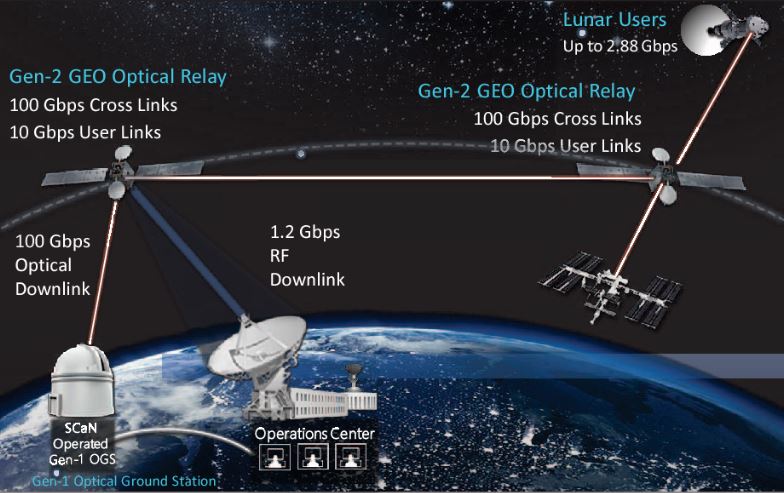 Lunar Users
Up to 2.88 Gbps
Gen-2 GEO Optical Relay
100 Gbps Cross Links
10 Gbps User Links
Gen-2 GEO Optical Relay
100 Gbps Cross Links
10 Gbps User Links
100 Gbps
Optical
Downlink
1.2 Gbps
RF
Downlink
SCaN
Operated
Gen-1 OGS
Operations Center
Gen-1 Optical Ground Station